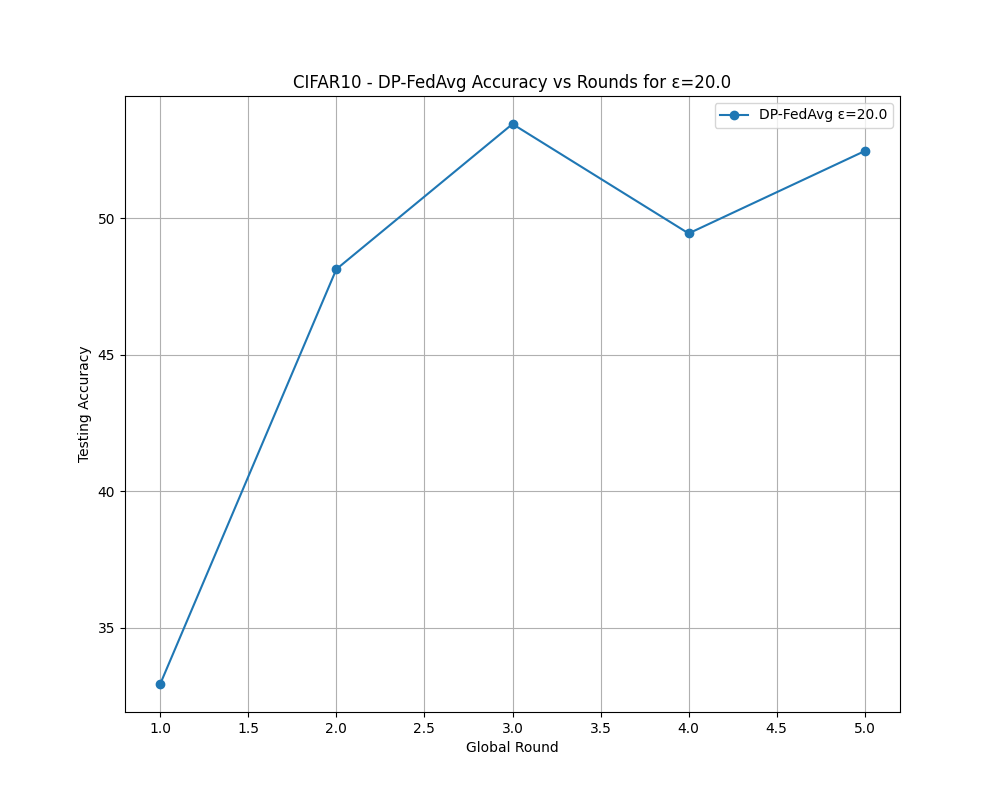 CIFAR10 - DP-FedAvg Accuracy vs Rounds for ε=20.0
DP-FedAvg ε=20.0
Testing Accuracy
50
45
40
35
1.0 1.5 2.0 2.5 3.0 3.5 4.0 4.5 5.0
Global Round